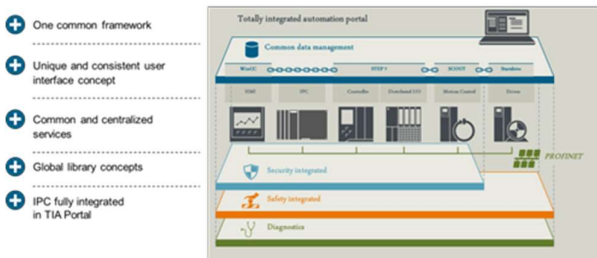 One common framework
Unique and consistent user
interface concept
Common and centralized
services
Global library concepts
IPC fully integrated
in TIA Portal
Totally integrated automation portal
Common data management
WinCC
STEP 7
SCOUT
Startdrive
HMI
IPC
Controller
Distributed I/O
Motion Control
Drives
PROFINET
Security integrated
Safety integrated
Diagnostics